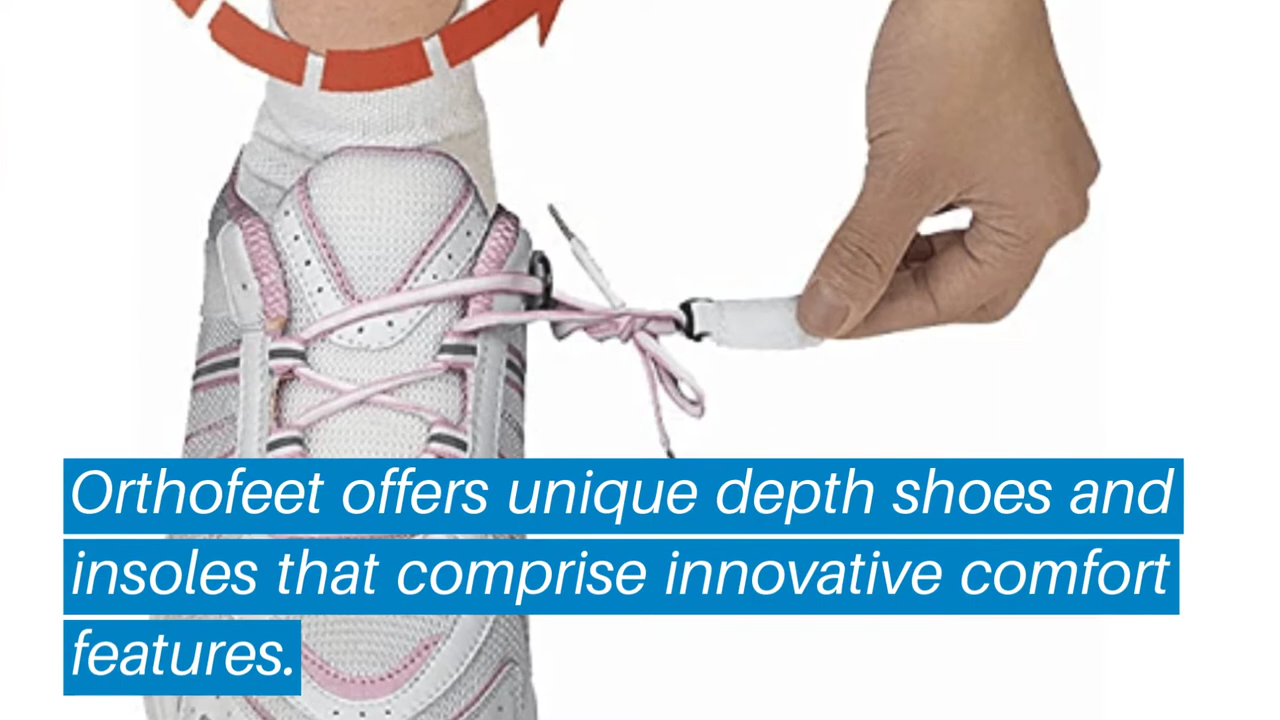 Orthofeet offers unique depth shoes and
insoles that comprise innovative comfort
features.